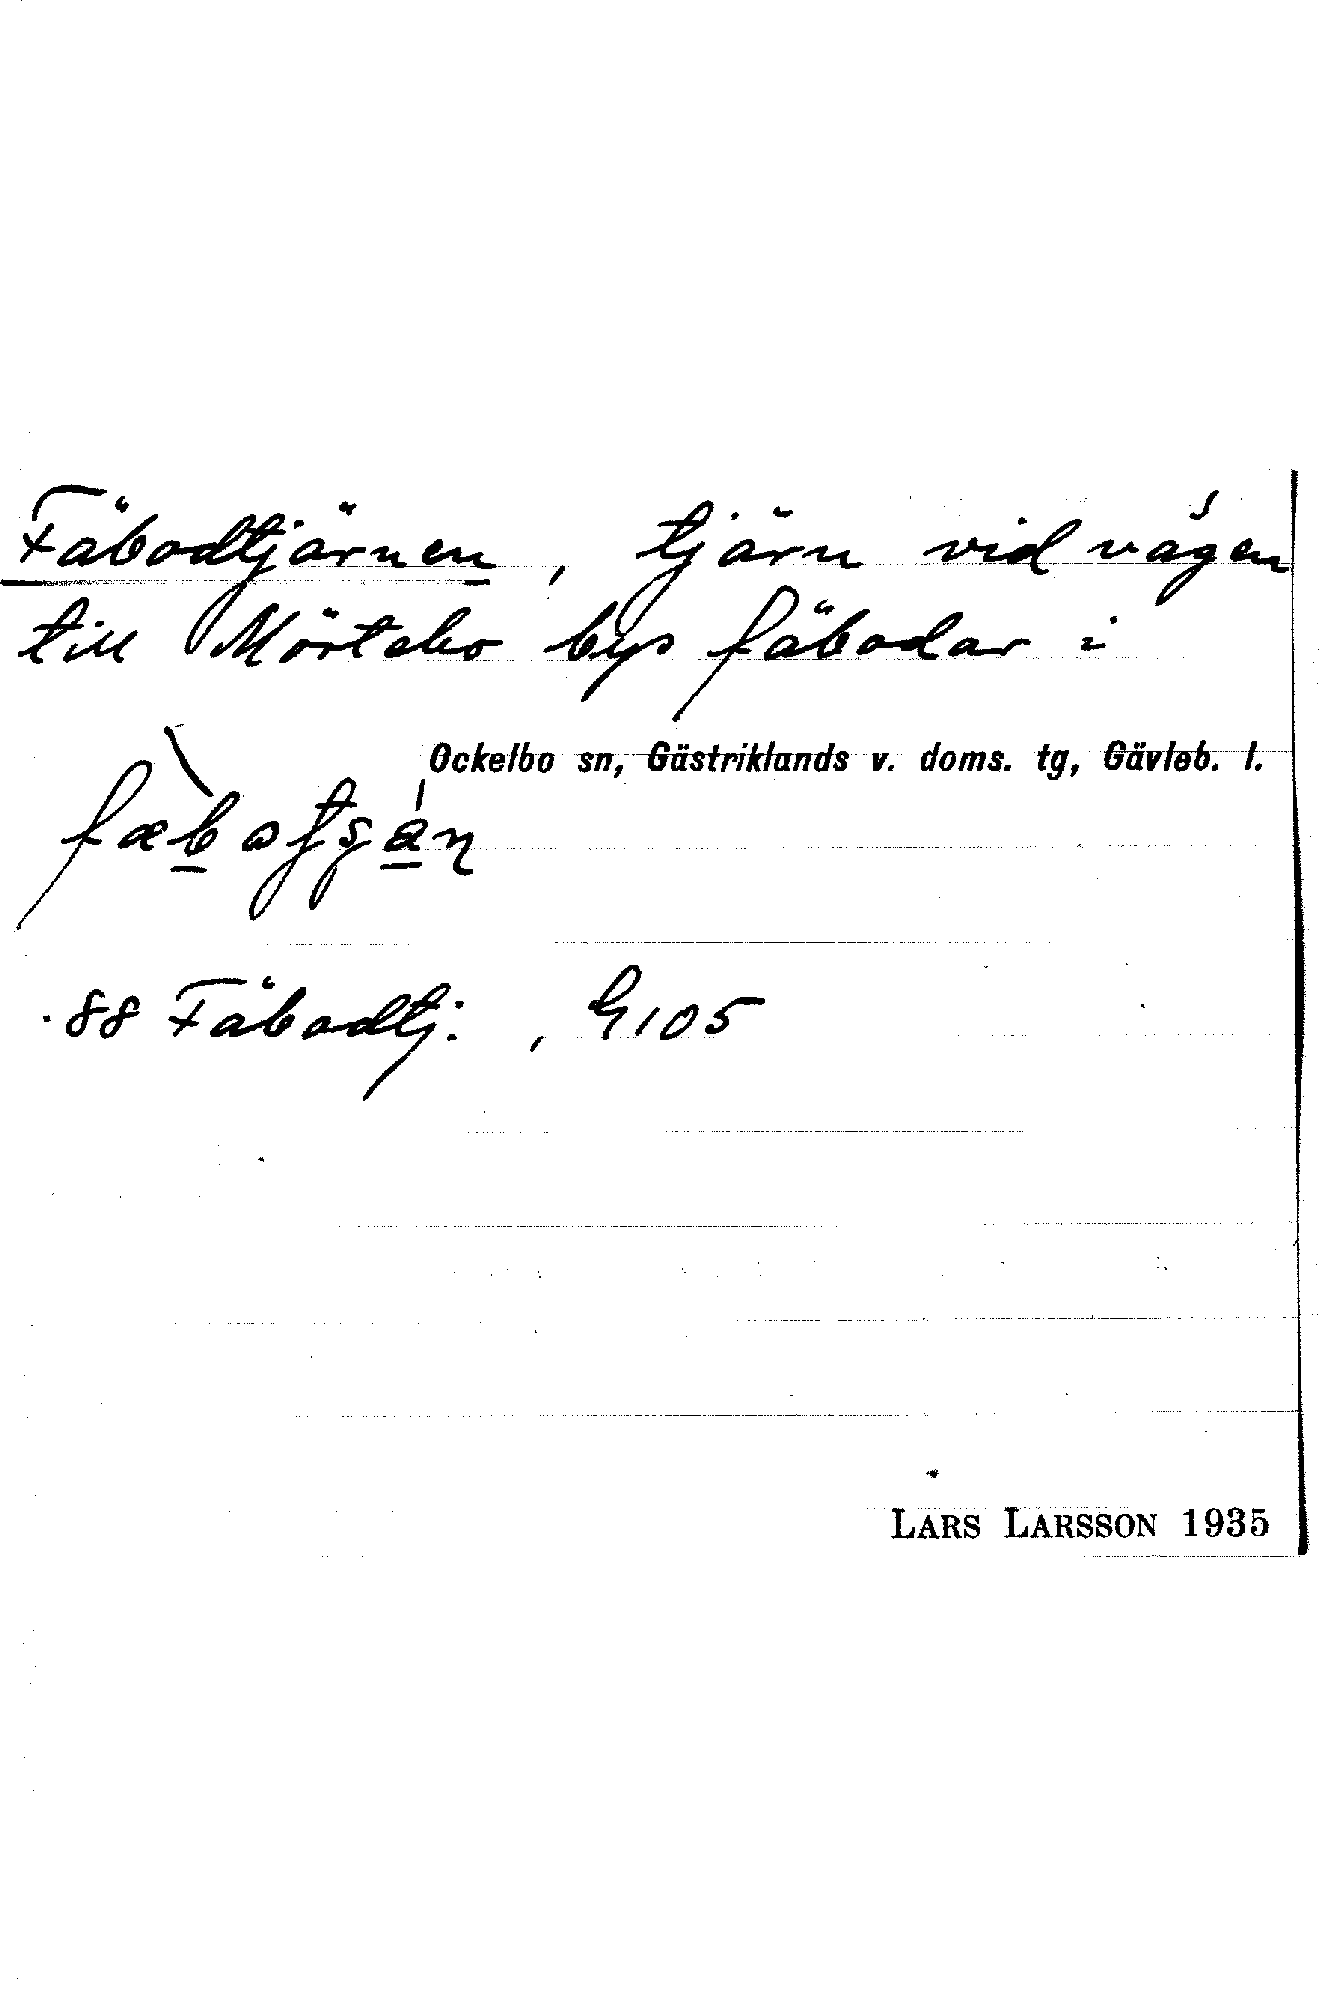 Fäbodtjärnen, tjärn vid vägen
till Mörtebo bys fäbodar i
Ockelbo sn, Gästriklands v. doms. tg, Gävleb. l.
88 Fäbodtj. , G105
LARS LARSSON 1935